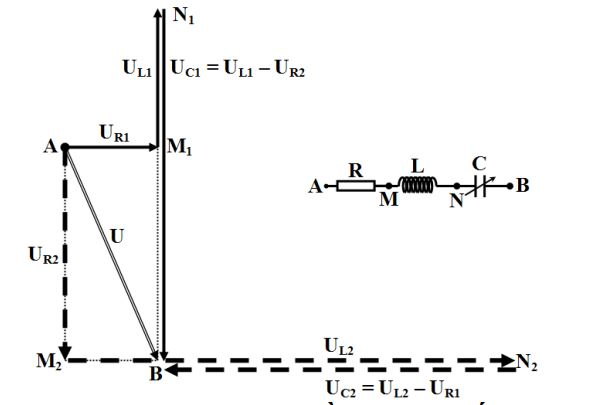 N₁
U_L1
U_C1 = U_L1 – U_R2
A
U_R1
M₁
R
L
C
A
M
N
B
U
U_R2
M₂
B
U_L2
N₂
U_C2 = U_L2 – U_R1